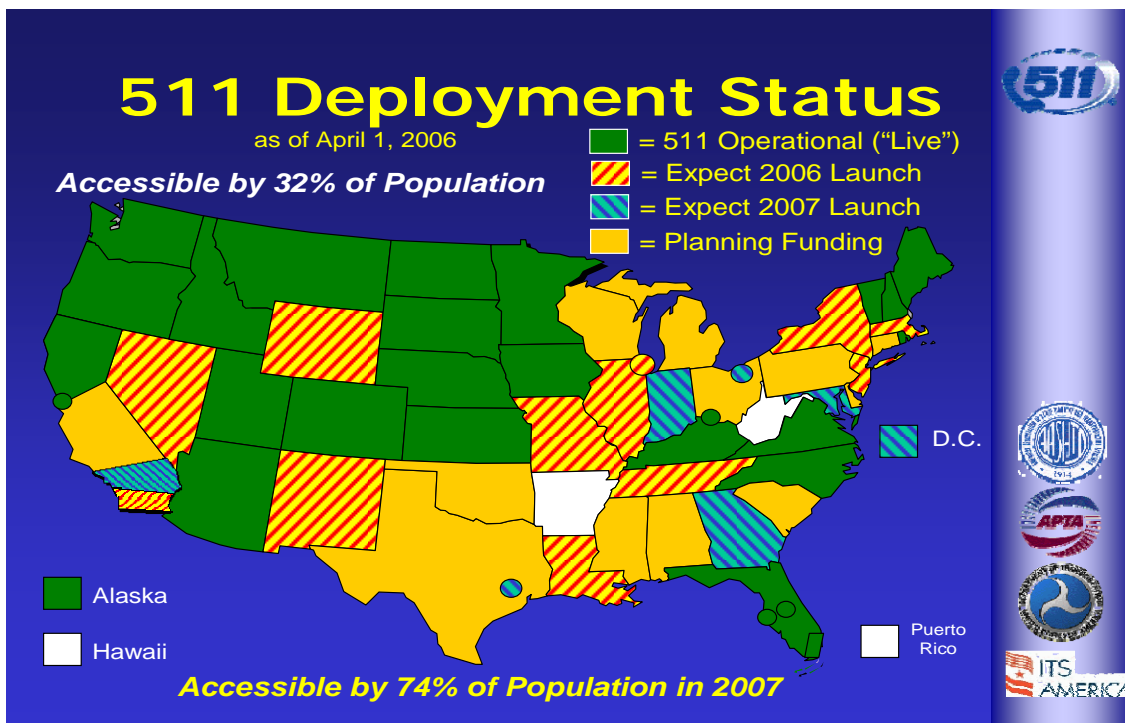 511 Deployment Status
as of April 1, 2006
Accessible by 32% of Population
= 511 Operational (“Live”)
= Expect 2006 Launch
= Expect 2007 Launch
= Planning Funding
D.C.
Alaska
Hawaii
Puerto
Rico
Accessible by 74% of Population in 2007
511
1914
APTA
ITS
AMERICA